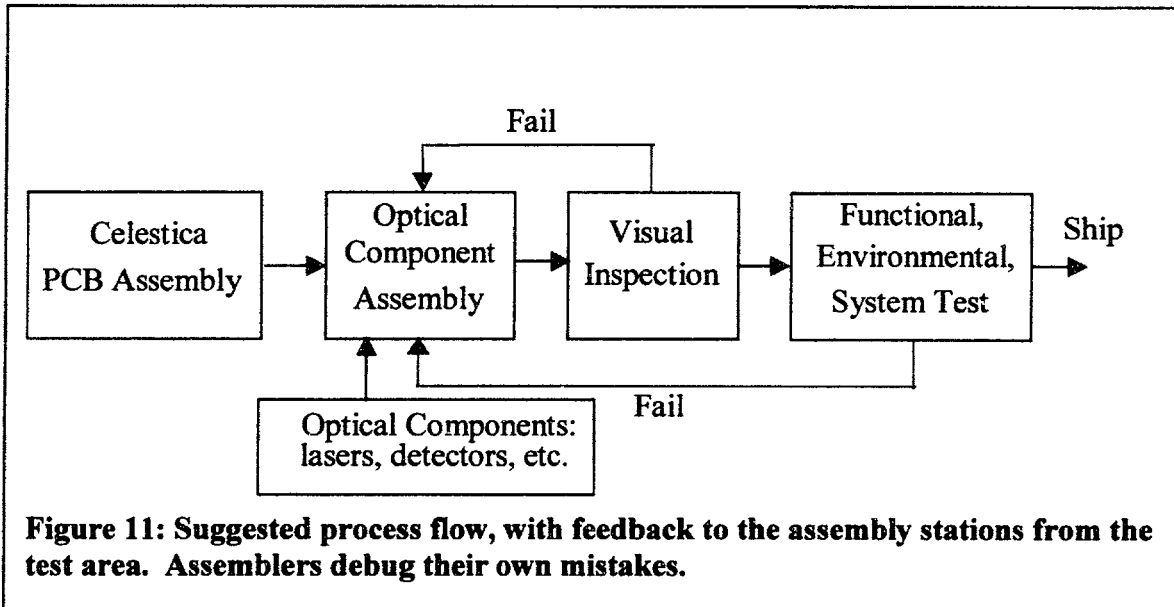 Fail
Celestica
PCB Assembly
Optical
Component
Assembly
Visual
Inspection
Functional,
Environmental,
System Test
Ship
Fail
Optical Components:
lasers, detectors, etc.
Figure 11: Suggested process flow, with feedback to the assembly stations from the
test area. Assemblers debug their own mistakes.